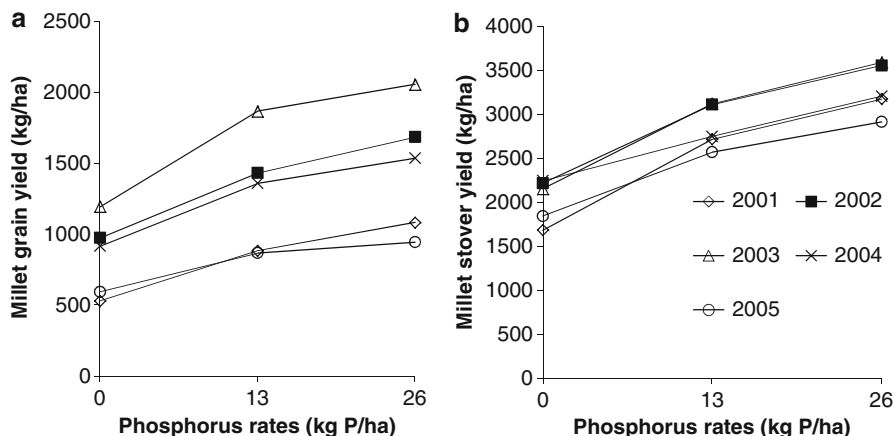 a
Millet grain yield (kg/ha)
2500
2000
1500
1000
500
0
0 13 26
Phosphorus rates (kg P/ha)
b
Millet stover yield (kg/ha)
4000
3500
3000
2500
2000
1500
1000
500
0
0 13 26
Phosphorus rates (kg P/ha)
2001 2002
2003 2004
2005